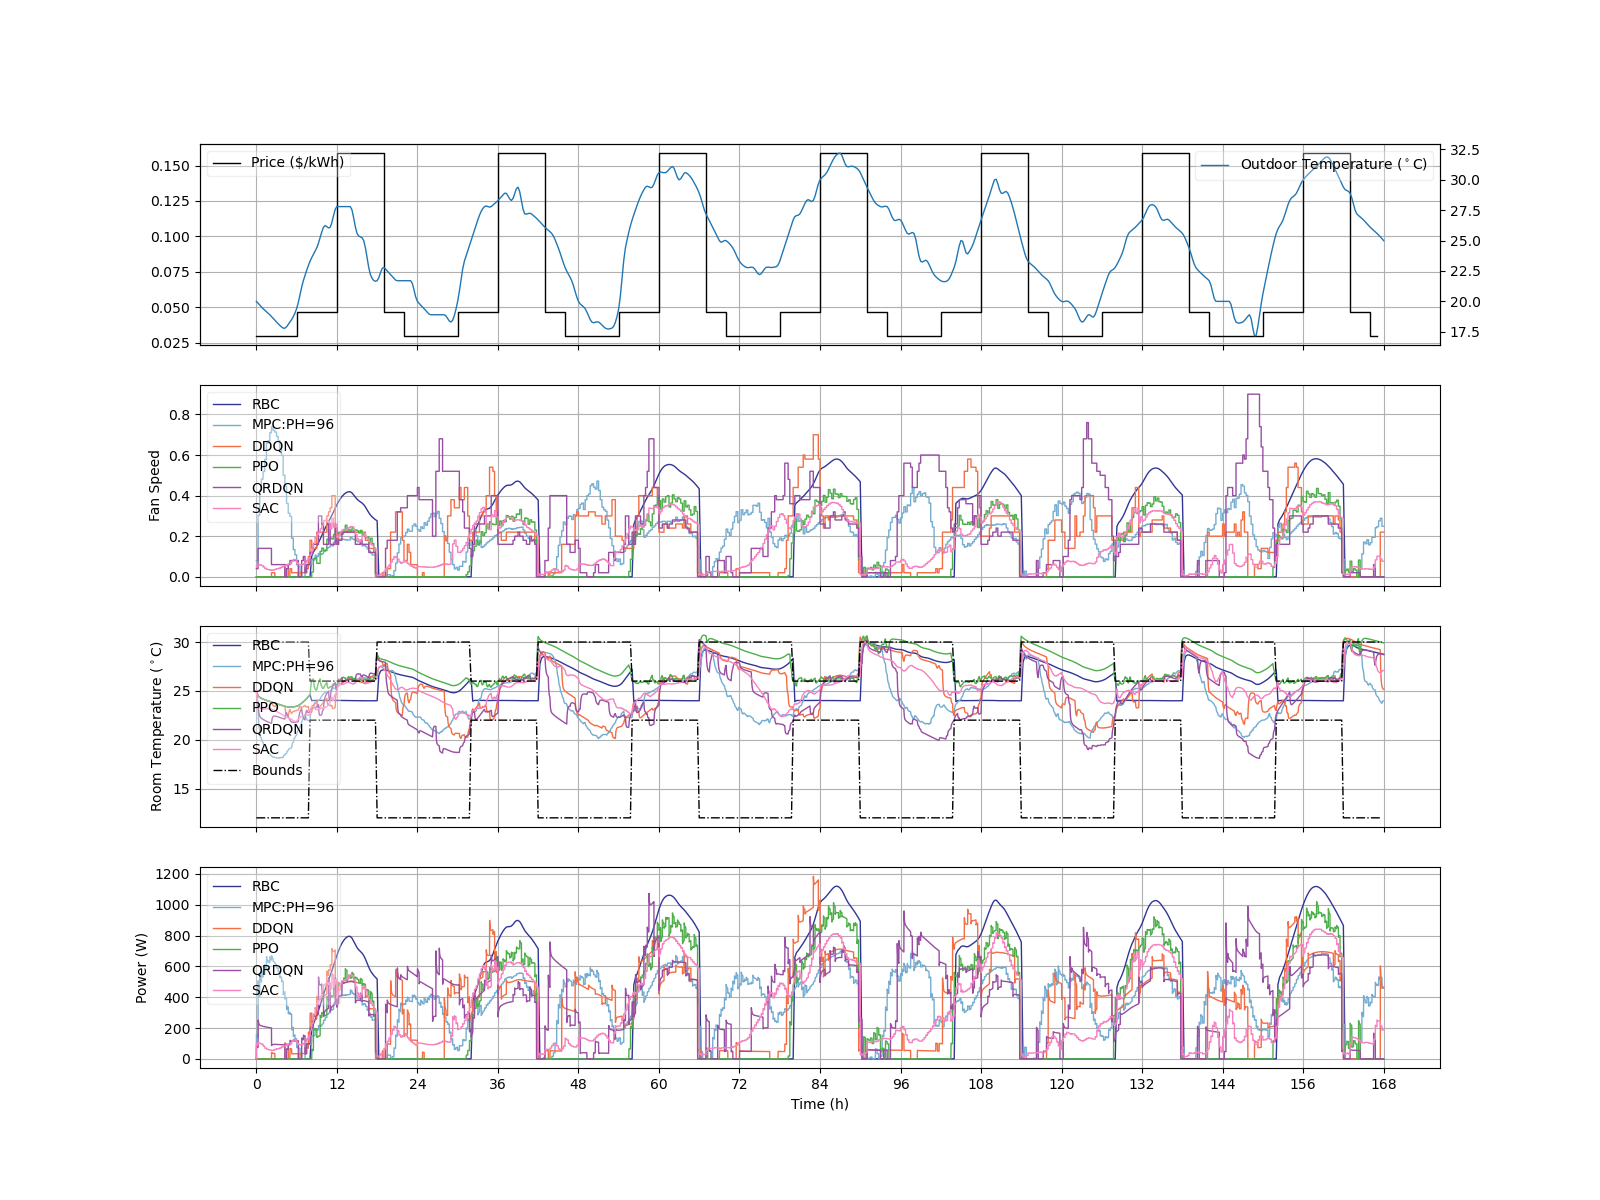 Price ($/kWh)
Outdoor Temperature (°C)
0.150
0.125
0.100
0.075
0.050
0.025
32.5
30.0
27.5
25.0
22.5
20.0
17.5
Fan Speed
0.8
0.6
0.4
0.2
0.0
RBC
MPC:PH=96
DDQN
PPO
QRDQN
SAC
Room Temperature (°C)
30
25
20
15
RBC
MPC:PH=96
DDQN
PPO
QRDQN
SAC
Bounds
Power (W)
1200
1000
800
600
400
200
0
RBC
MPC:PH=96
DDQN
PPO
QRDQN
SAC
0 12 24 36 48 60 72 84 96 108 120 132 144 156 168
Time (h)